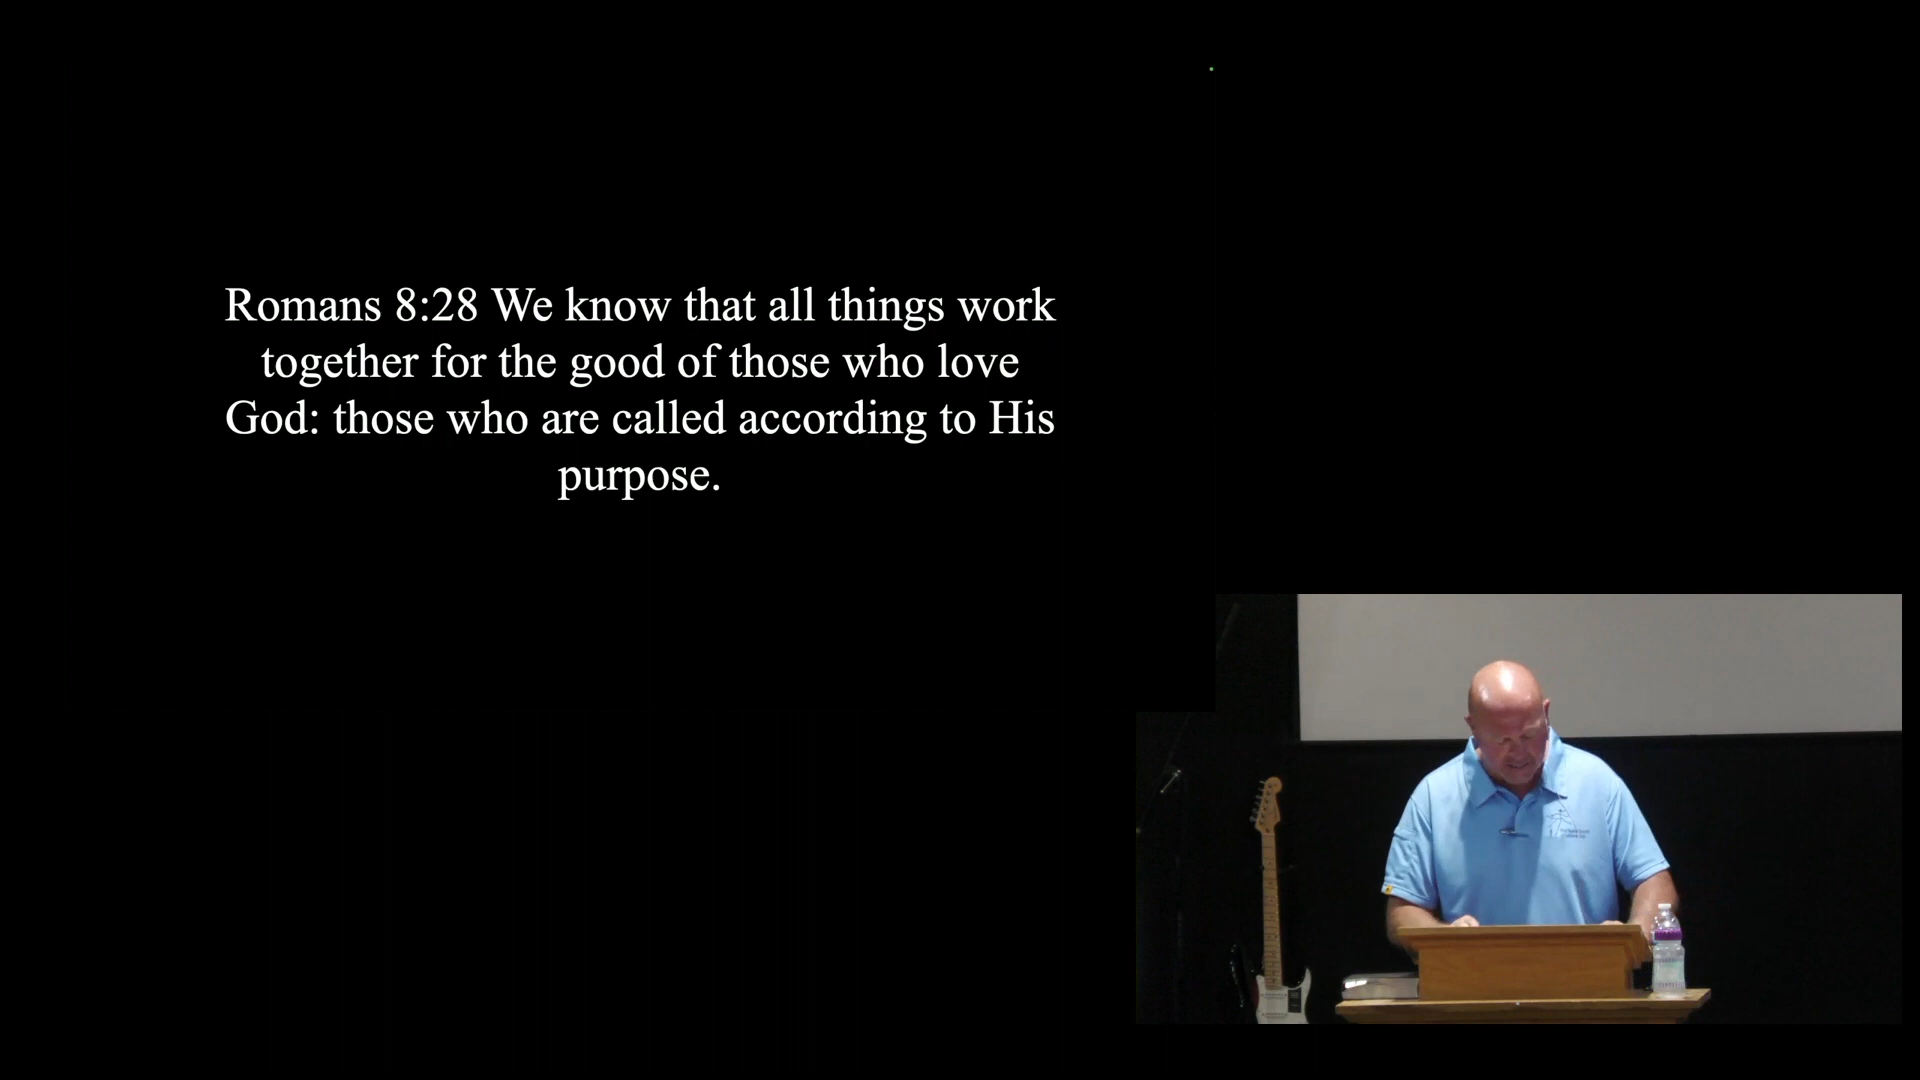 Romans 8:28 We know that all things work
together for the good of those who love
God: those who are called according to His
purpose.